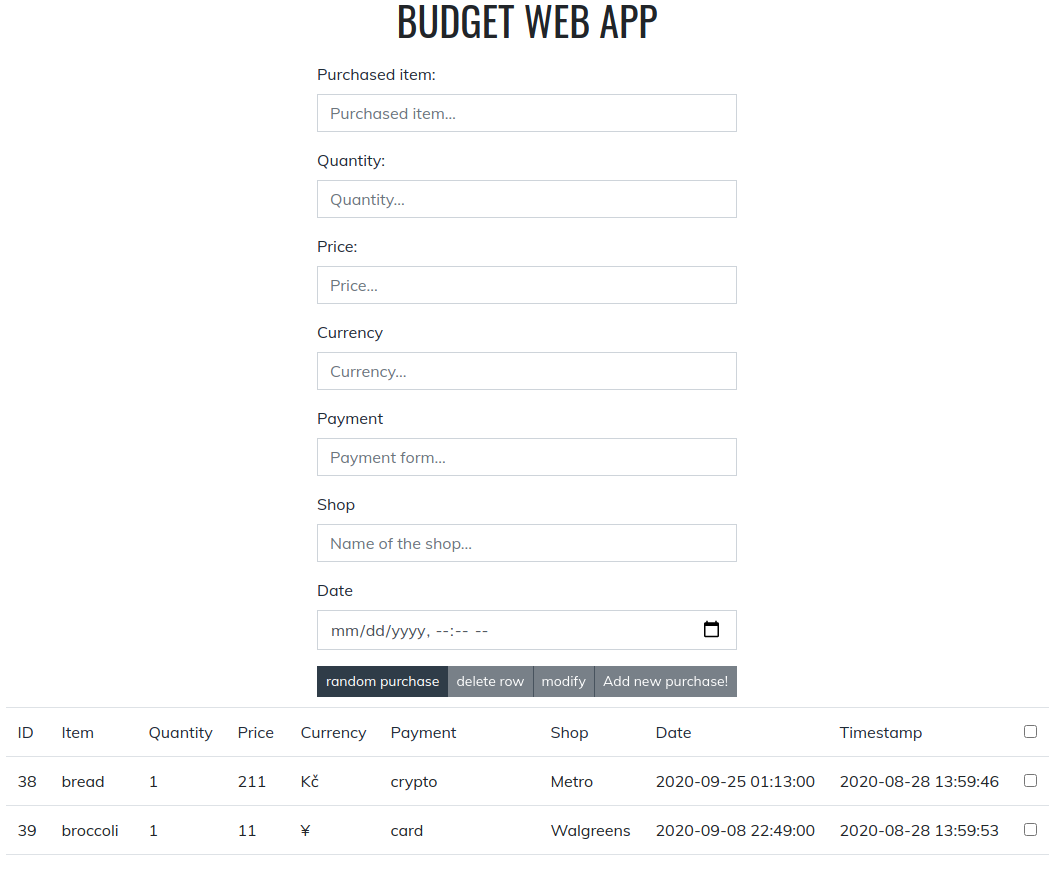 BUDGET WEB APP
Purchased item:
Purchased item...
Quantity:
Quantity...
Price:
Price...
Currency
Currency...
Payment
Payment form...
Shop
Name of the shop...
Date
mm/dd/yyyy, --:-- --
random purchase delete row modify Add new purchase!
ID Item Quantity Price Currency Payment Shop Date Timestamp
38 bread 1 211 Kč crypto Metro 2020-09-25 01:13:00 2020-08-28 13:59:46
39 broccoli 1 11 ¥ card Walgreens 2020-09-08 22:49:00 2020-08-28 13:59:53